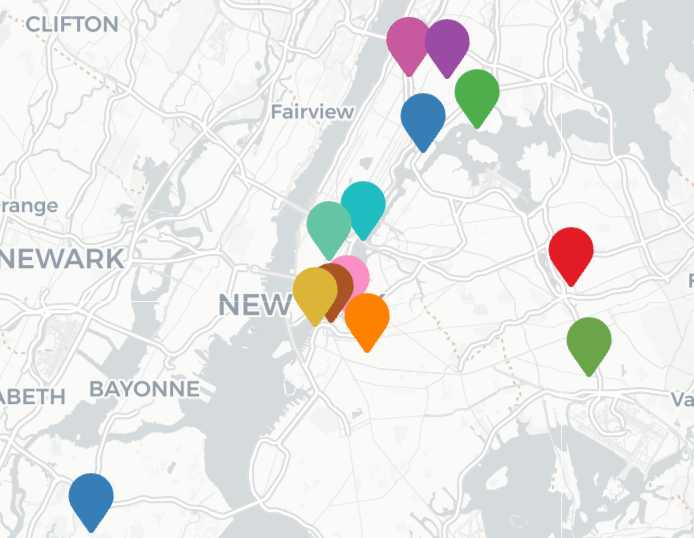 CLIFTON
Fairview
range
NEWARK
NEW
K
ABETH
BAYONNE
Va
F